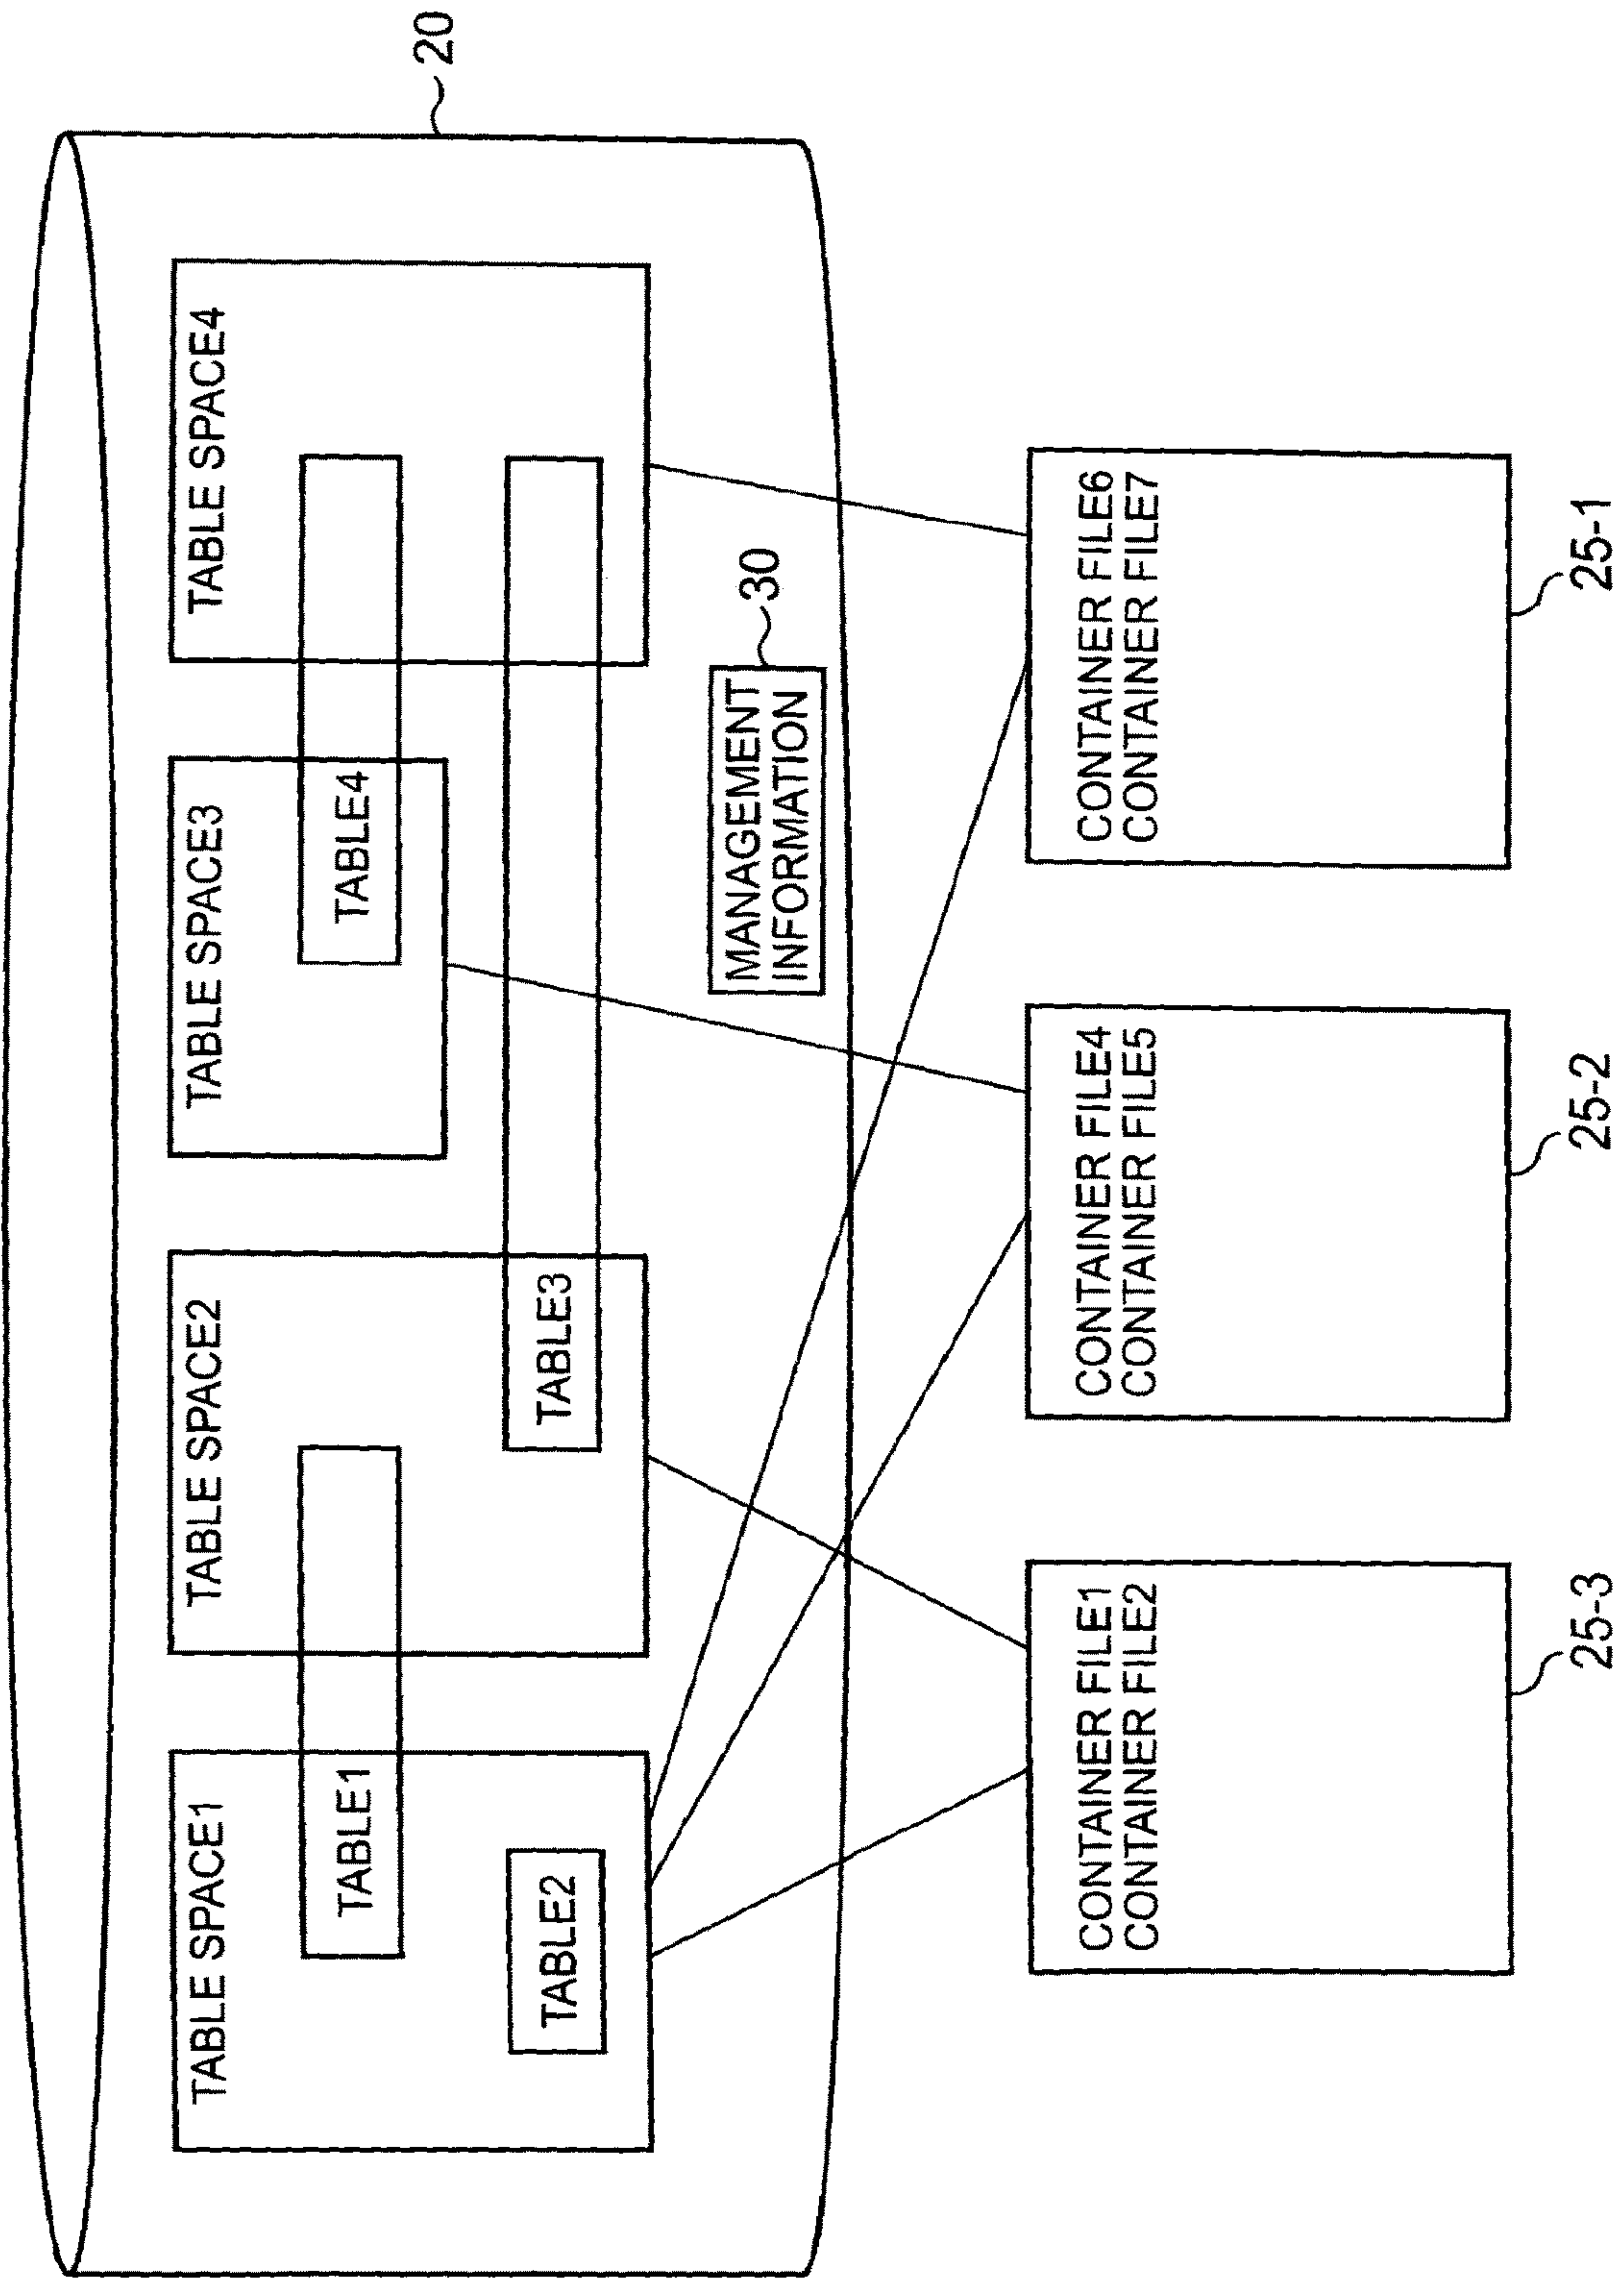 20
TABLE SPACE1
TABLE SPACE2
TABLE SPACE3
TABLE SPACE4
TABLE1
TABLE4
TABLE2
TABLE3
30
MANAGEMENT
INFORMATION
CONTAINER FILE1
CONTAINER FILE2
CONTAINER FILE4
CONTAINER FILE5
CONTAINER FILE6
CONTAINER FILE7
25-3
25-2
25-1